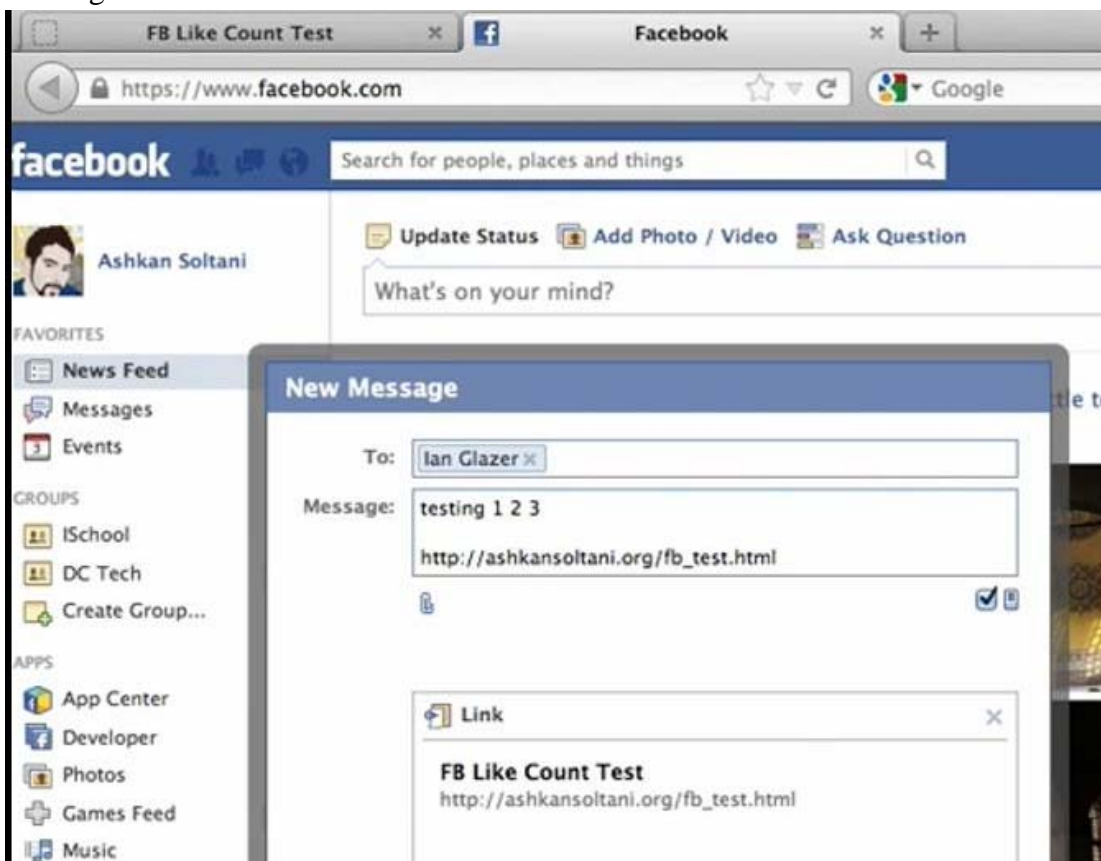 FB Like Count Test
Facebook
https://www.facebook.com
Google
facebook
Search for people, places and things
Ashkan Soltani
Update Status Add Photo / Video Ask Question
What's on your mind?
FAVORITES
News Feed
Messages
3 Events
GROUPS
ISchool
DC Tech
Create Group...
APPS
App Center
Developer
Photos
Games Feed
Music
New Message
To: Ian Glazer
Message: testing 1 2 3
http://ashkansoltani.org/fb_test.html
Link
FB Like Count Test
http://ashkansoltani.org/fb_test.html